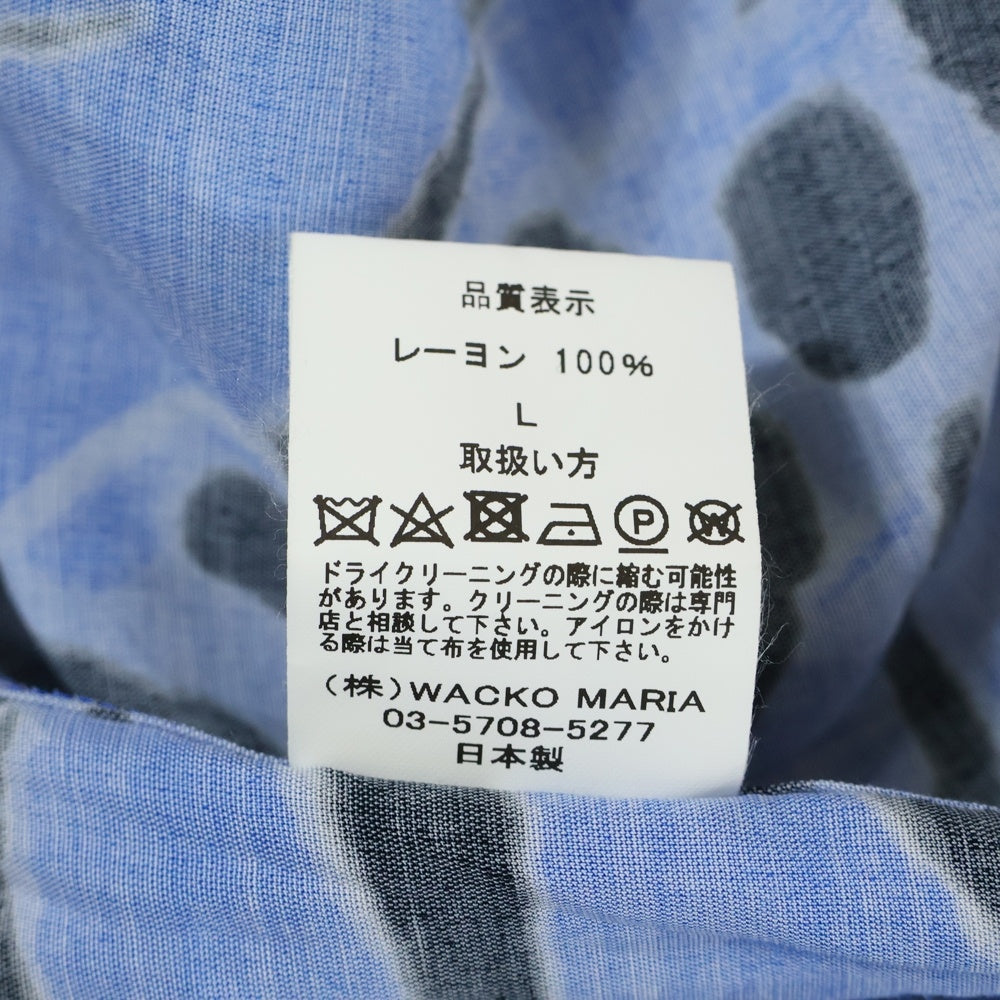 品質表示
レーヨン 100%
L
取扱い方
P W
ドライクリーニングの際に縮む可能性
があります。クリーニングの際は専門
店と相談して下さい。アイロンをかけ
る際は当て布を使用して下さい。
(株)WACKO MARIA
03-5708-5277
日本製